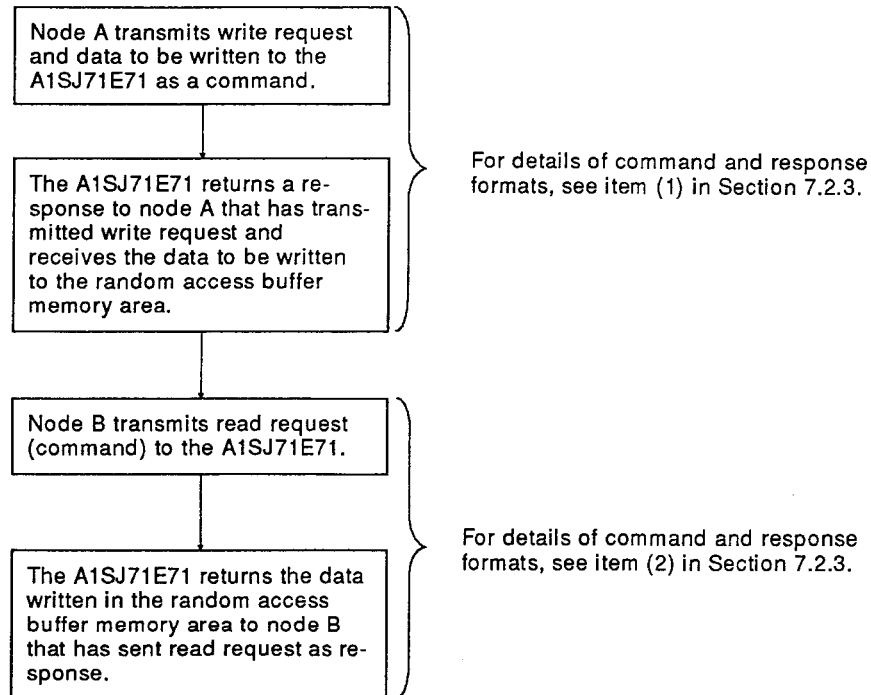 Node A transmits write request
and data to be written to the
A1SJ71E71 as a command.
The A1SJ71E71 returns a re-
sponse to node A that has trans-
mitted write request and
receives the data to be written
to the random access buffer
memory area.
For details of command and response
formats, see item (1) in Section 7.2.3.
Node B transmits read request
(command) to the A1SJ71E71.
The A1SJ71E71 returns the data
written in the random access
buffer memory area to node B
that has sent read request as re-
sponse.
For details of command and response
formats, see item (2) in Section 7.2.3.